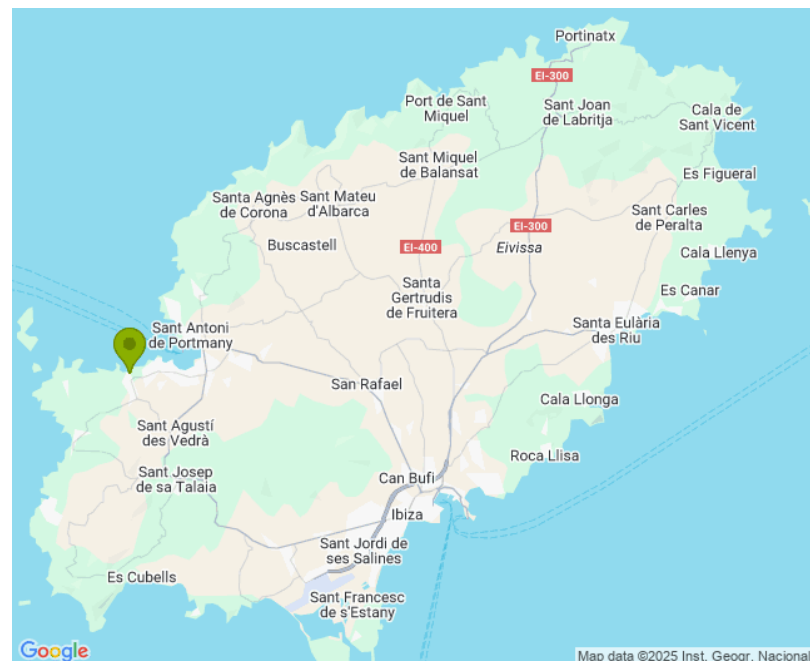 Portinatx
EI-300
Port de Sant
Miquel
Sant Joan
de Labritja
Cala de
Sant Vicent
Sant Miquel
de Balansat
Es Figueral
Santa Agnès
de Corona
Sant Mateu
d'Albarca
Sant Carles
de Peralta
EI-300
Buscastell
EI-400
Eivissa
Cala Llenya
Santa
Gertrudis
de Fruitera
Es Canar
Sant Antoni
de Portmany
Santa Eulària
des Riu
San Rafael
Cala Llonga
Sant Agustí
des Vedrà
Roca Llisa
Sant Josep
de sa Talaia
Can Bufi
Ibiza
Sant Jordi de
ses Salines
Es Cubells
Sant Francesc
de s'Estany
Google
Map data ©2025 Inst. Geogr. Nacional